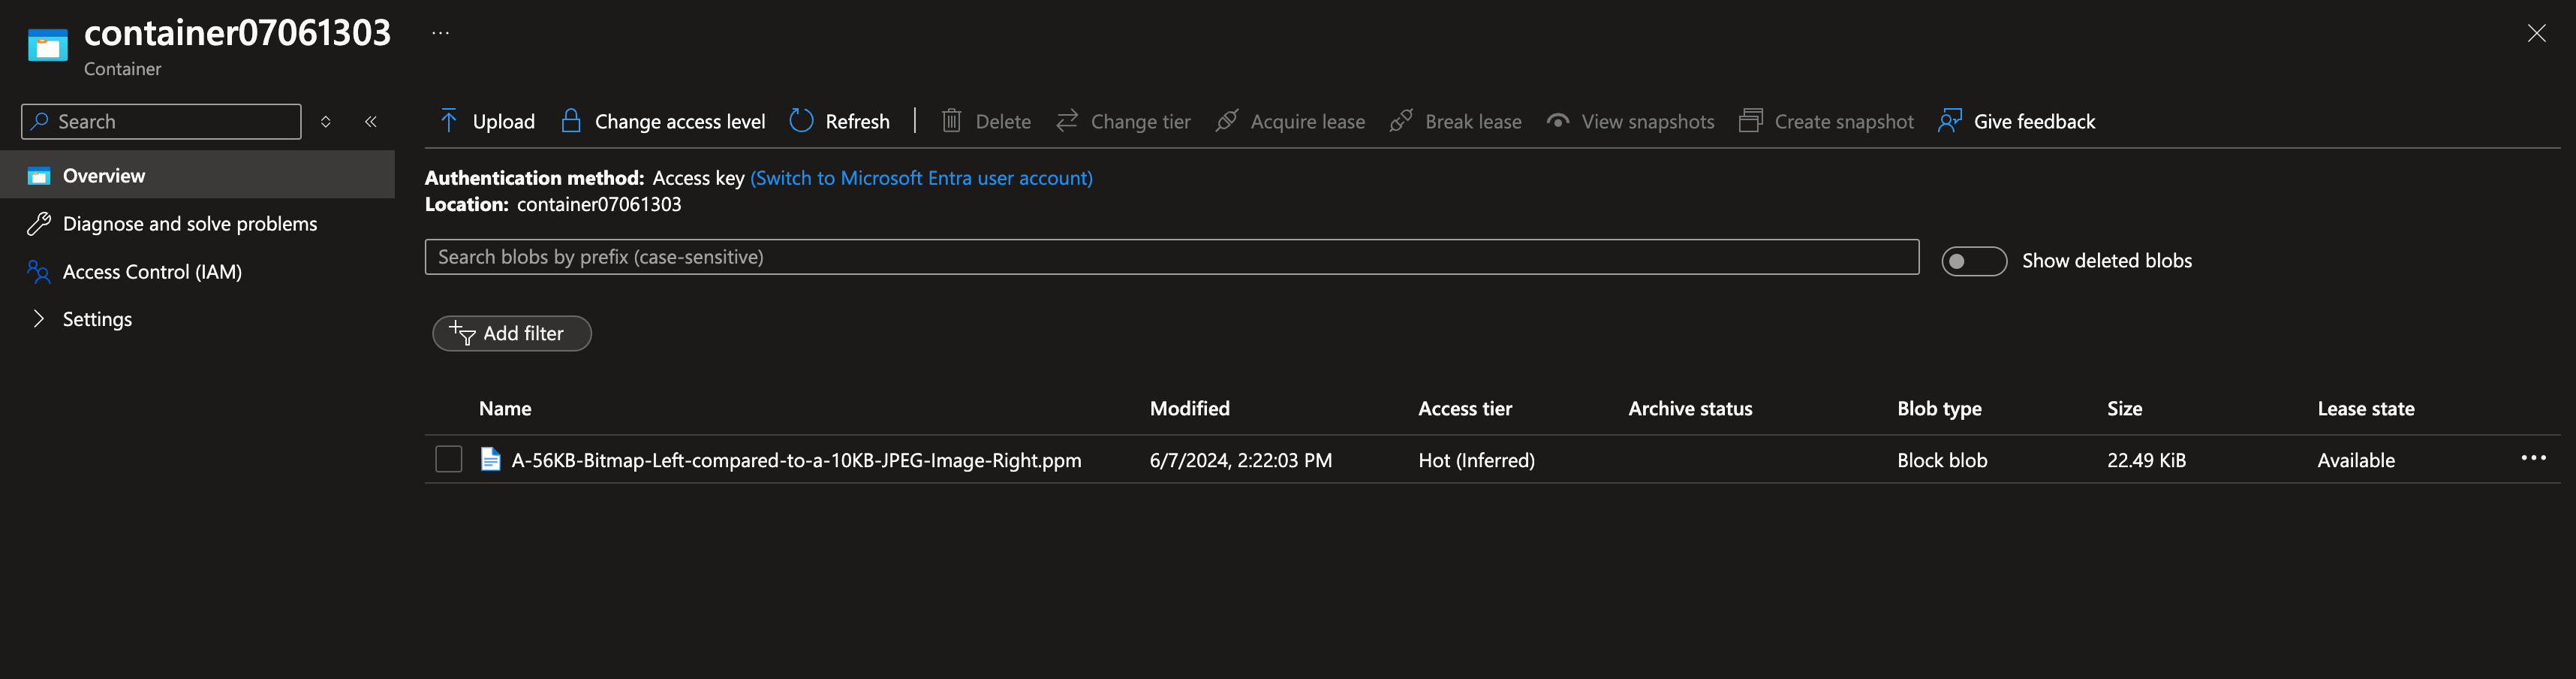 container07061303 ...
Container
Search
Upload Change access level Refresh Delete Change tier Acquire lease Break lease View snapshots Create snapshot Give feedback
Overview
Diagnose and solve problems
Access Control (IAM)
Settings
Authentication method: Access key (Switch to Microsoft Entra user account)
Location: container07061303
Search blobs by prefix (case-sensitive)
Show deleted blobs
Add filter
Name Modified Access tier Archive status Blob type Size Lease state
A-56KB-Bitmap-Left-compared-to-a-10KB-JPEG-Image-Right.ppm 6/7/2024, 2:22:03 PM Hot (Inferred) Block blob 22.49 KiB Available ...